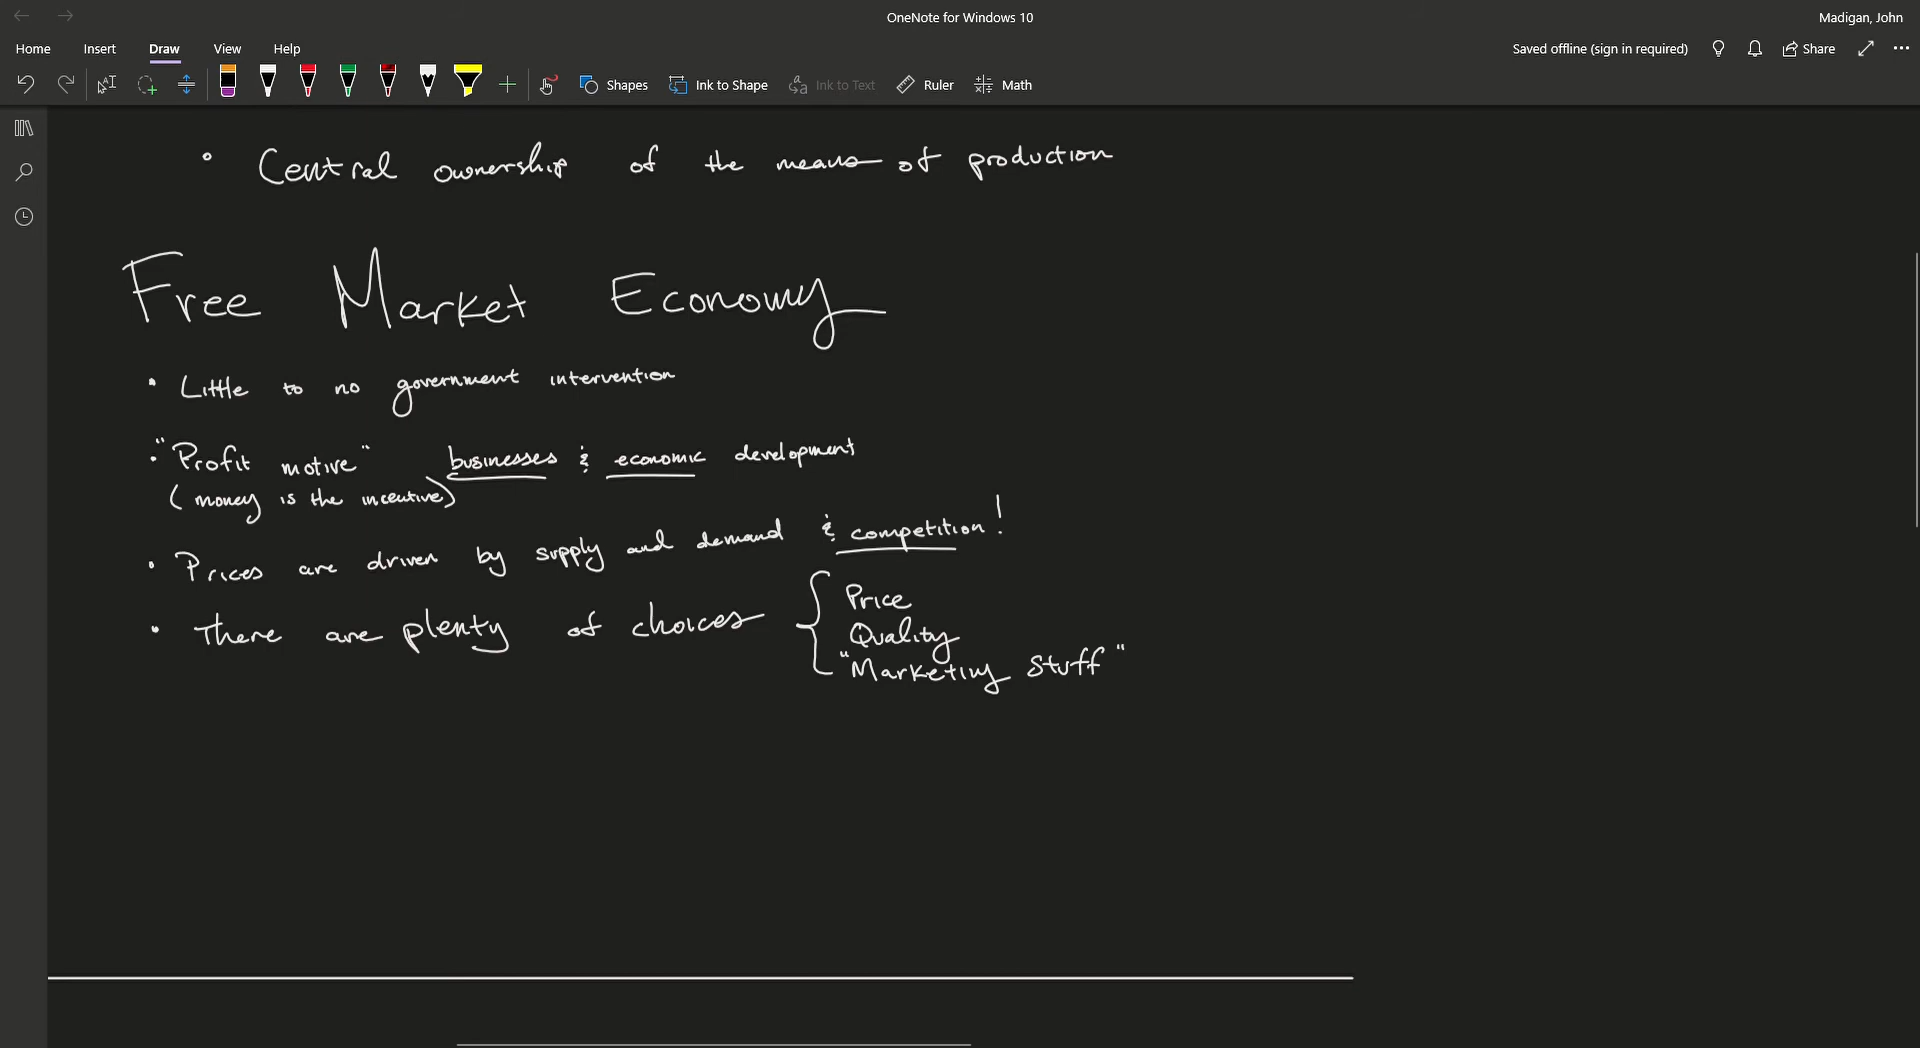 OneNote for Windows 10
Madigan, John
Home Insert Draw View Help
Saved offline (sign in required) Share
Shapes Ink to Shape Ink to Text Ruler Math
• Central ownership of the means of production
Free Market Economy
• Little to no government intervention
• "Profit motive" businesses & economic development
(money is the incentive)
• Prices are driven by supply and demand & competition!
• There are plenty of choices { Price
Quality
"Marketing stuff"